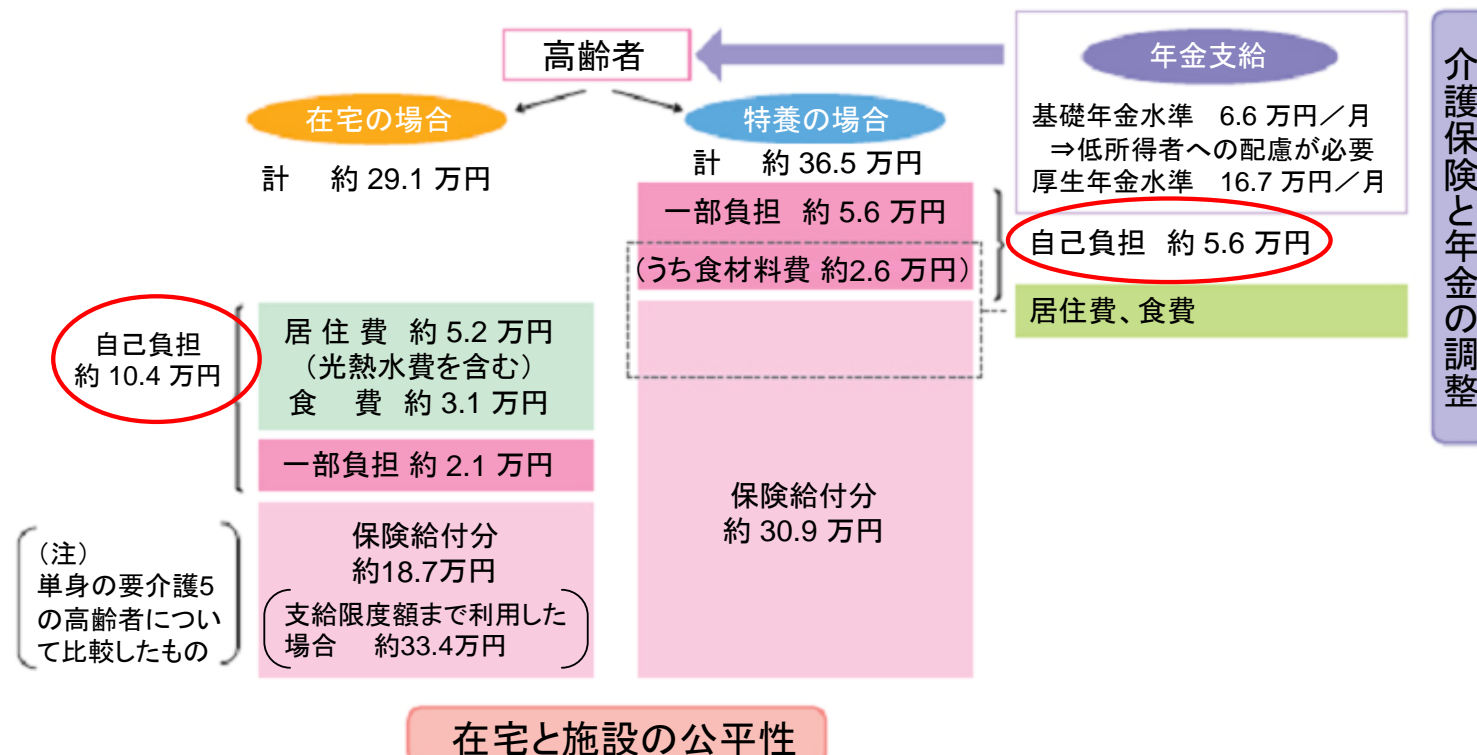 高齢者
年金支給
基礎年金水準 6.6 万円／月
⇒低所得者への配慮が必要
厚生年金水準 16.7 万円／月
介護保険と年金の調整
在宅の場合
計 約 29.1 万円
特養の場合
計 約 36.5 万円
一部負担 約 5.6 万円
（うち食材料費 約2.6 万円）
自己負担 約 5.6 万円
居住費、食費
保険給付分
約 30.9 万円
自己負担
約 10.4 万円
居 住 費 約 5.2 万円
（光熱水費を含む）
食 費 約 3.1 万円
一部負担 約 2.1 万円
保険給付分
約18.7万円
支給限度額まで利用した
場合 約33.4万円
（注）
単身の要介護5
の高齢者につい
て比較したもの
在宅と施設の公平性